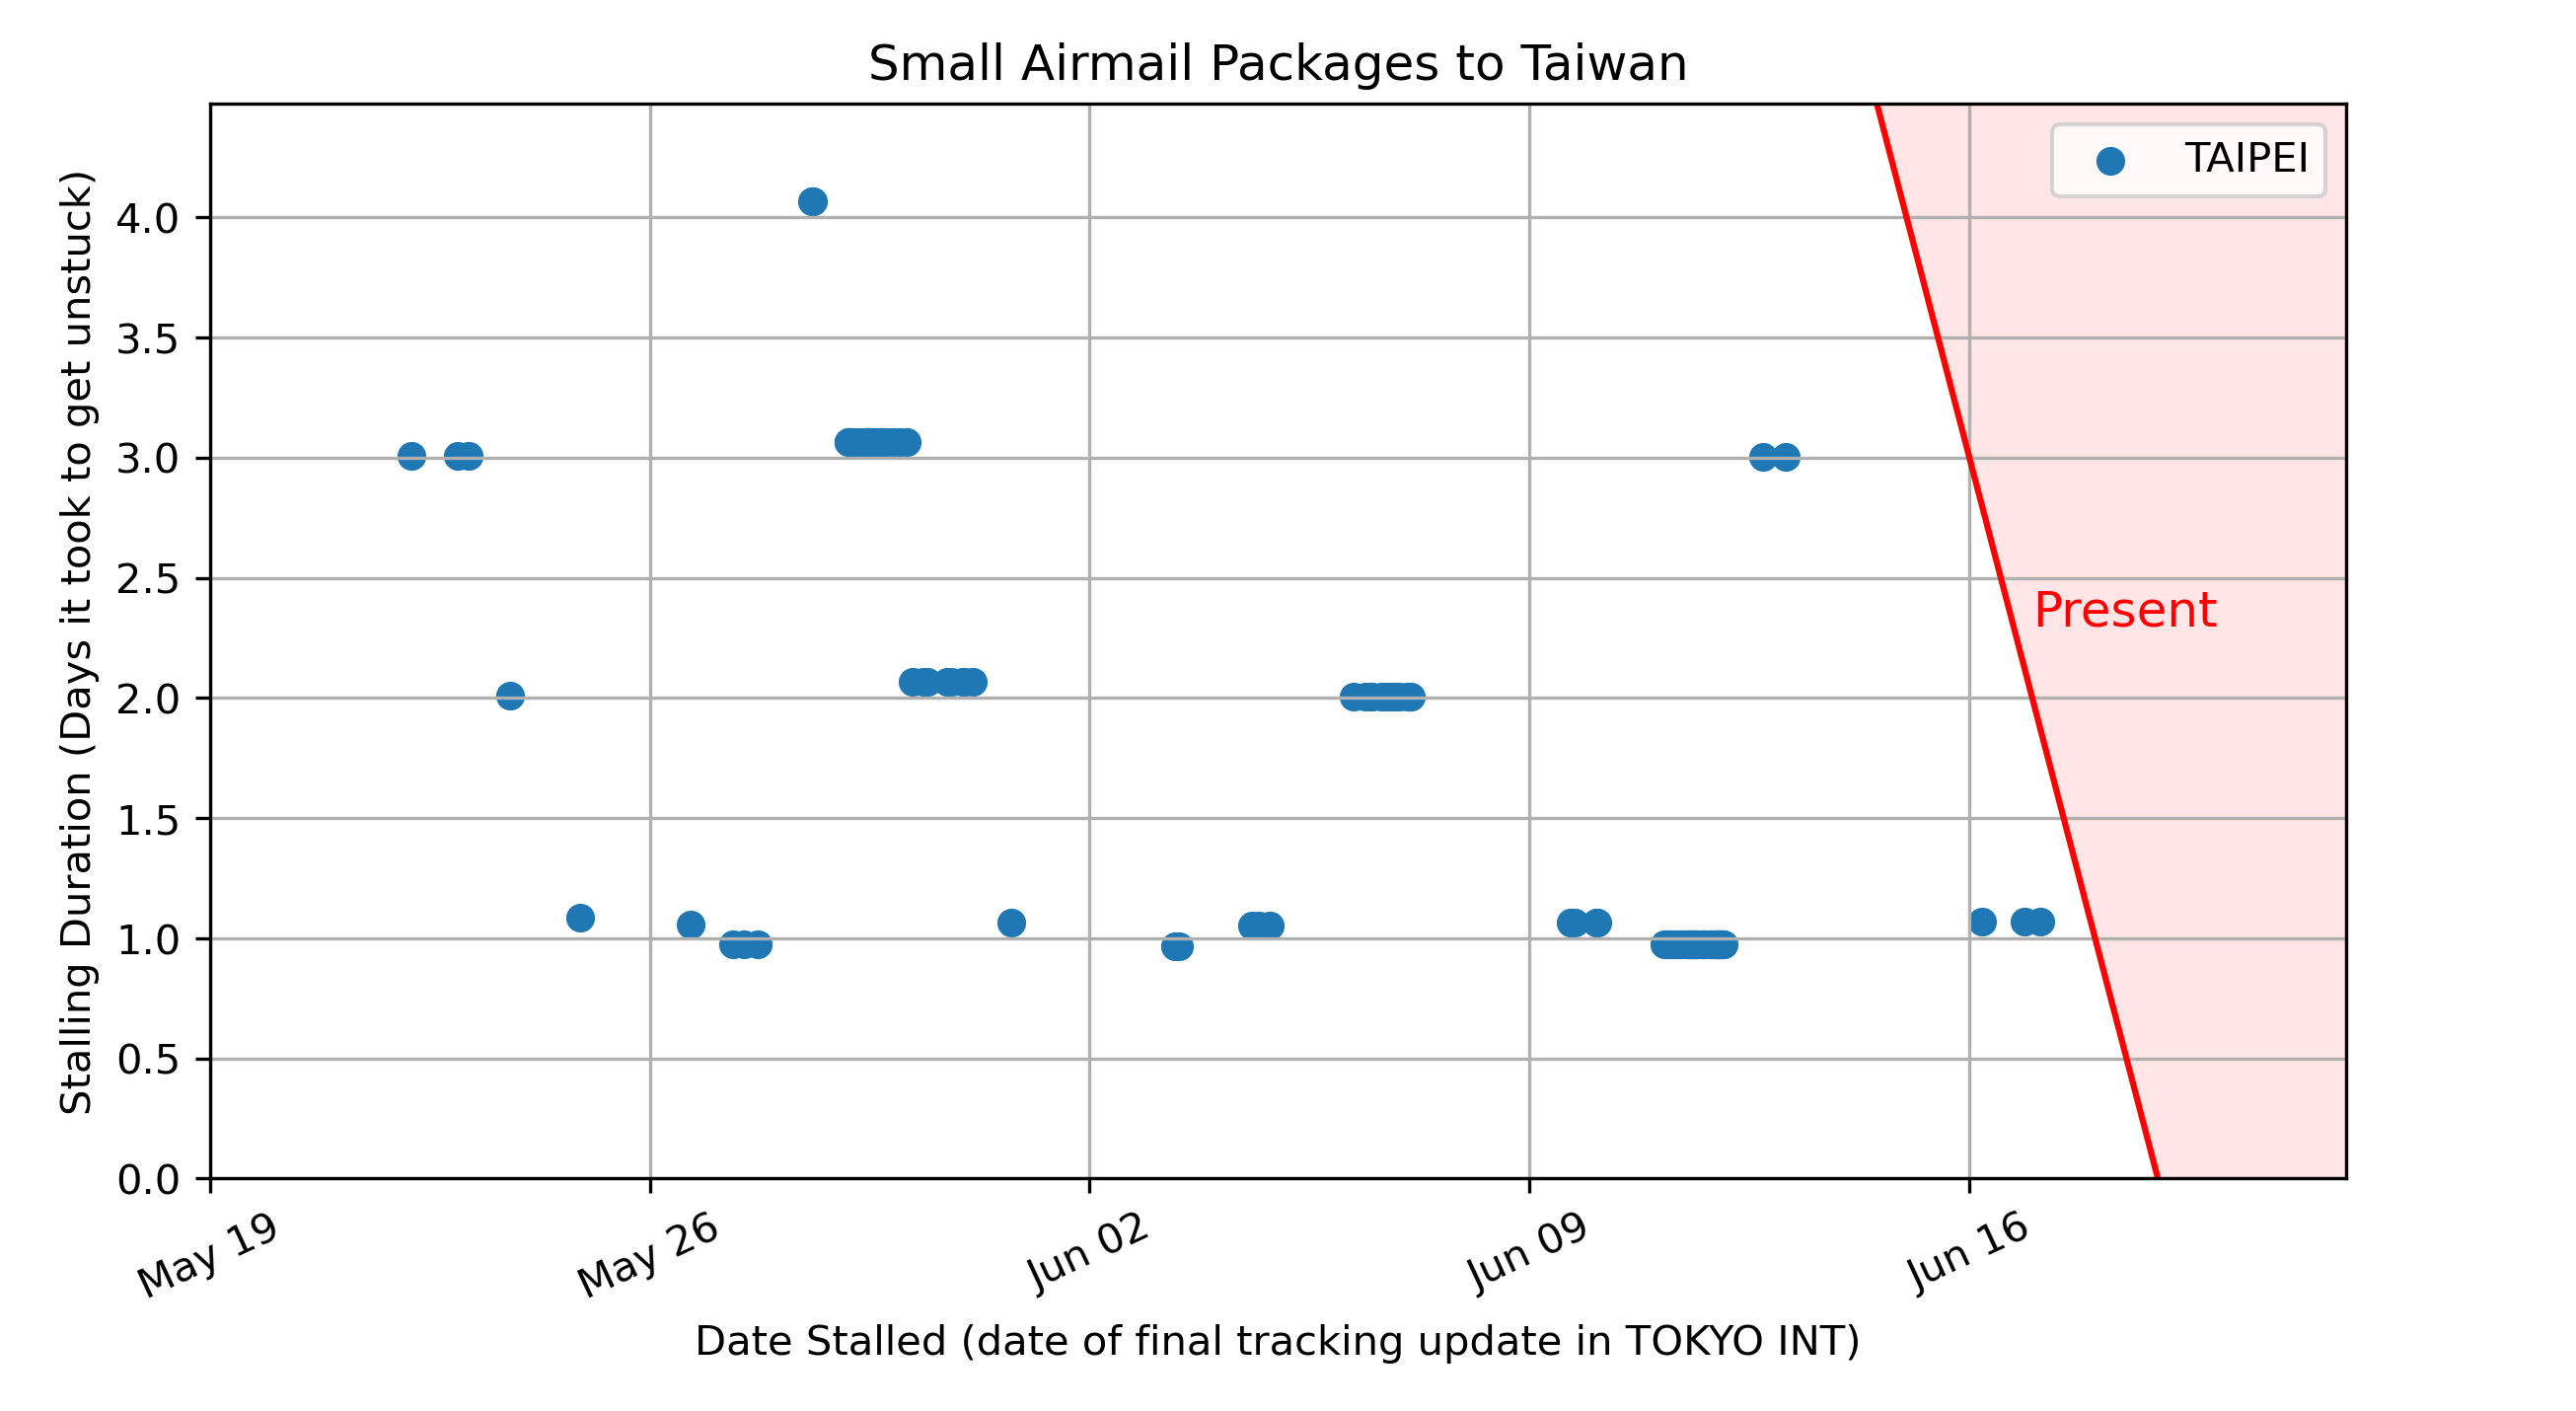 Small Airmail Packages to Taiwan
TAIPEI
Stalling Duration (Days it took to get unstuck)
4.0
3.5
3.0
2.5
2.0
1.5
1.0
0.5
0.0
Present
May 19
May 26
Jun 02
Jun 09
Jun 16
Date Stalled (date of final tracking update in TOKYO INT)